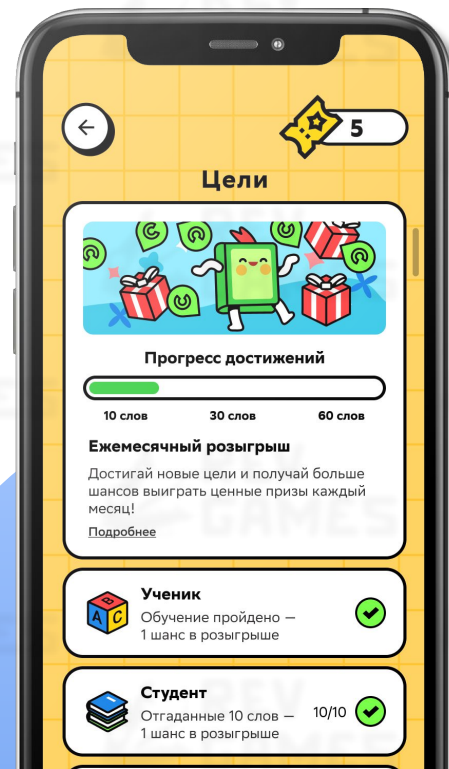 5
Цели
Прогресс достижений
10 слов 30 слов 60 слов
Ежемесячный розыгрыш
Достигай новые цели и получай больше
шансов выиграть ценные призы каждый
месяц!
Подробнее
Ученик
Обучение пройдено —
1 шанс в розыгрыше
B
A C
Студент
Отгаданные 10 слов —
1 шанс в розыгрыше
10/10
REV
GAMES